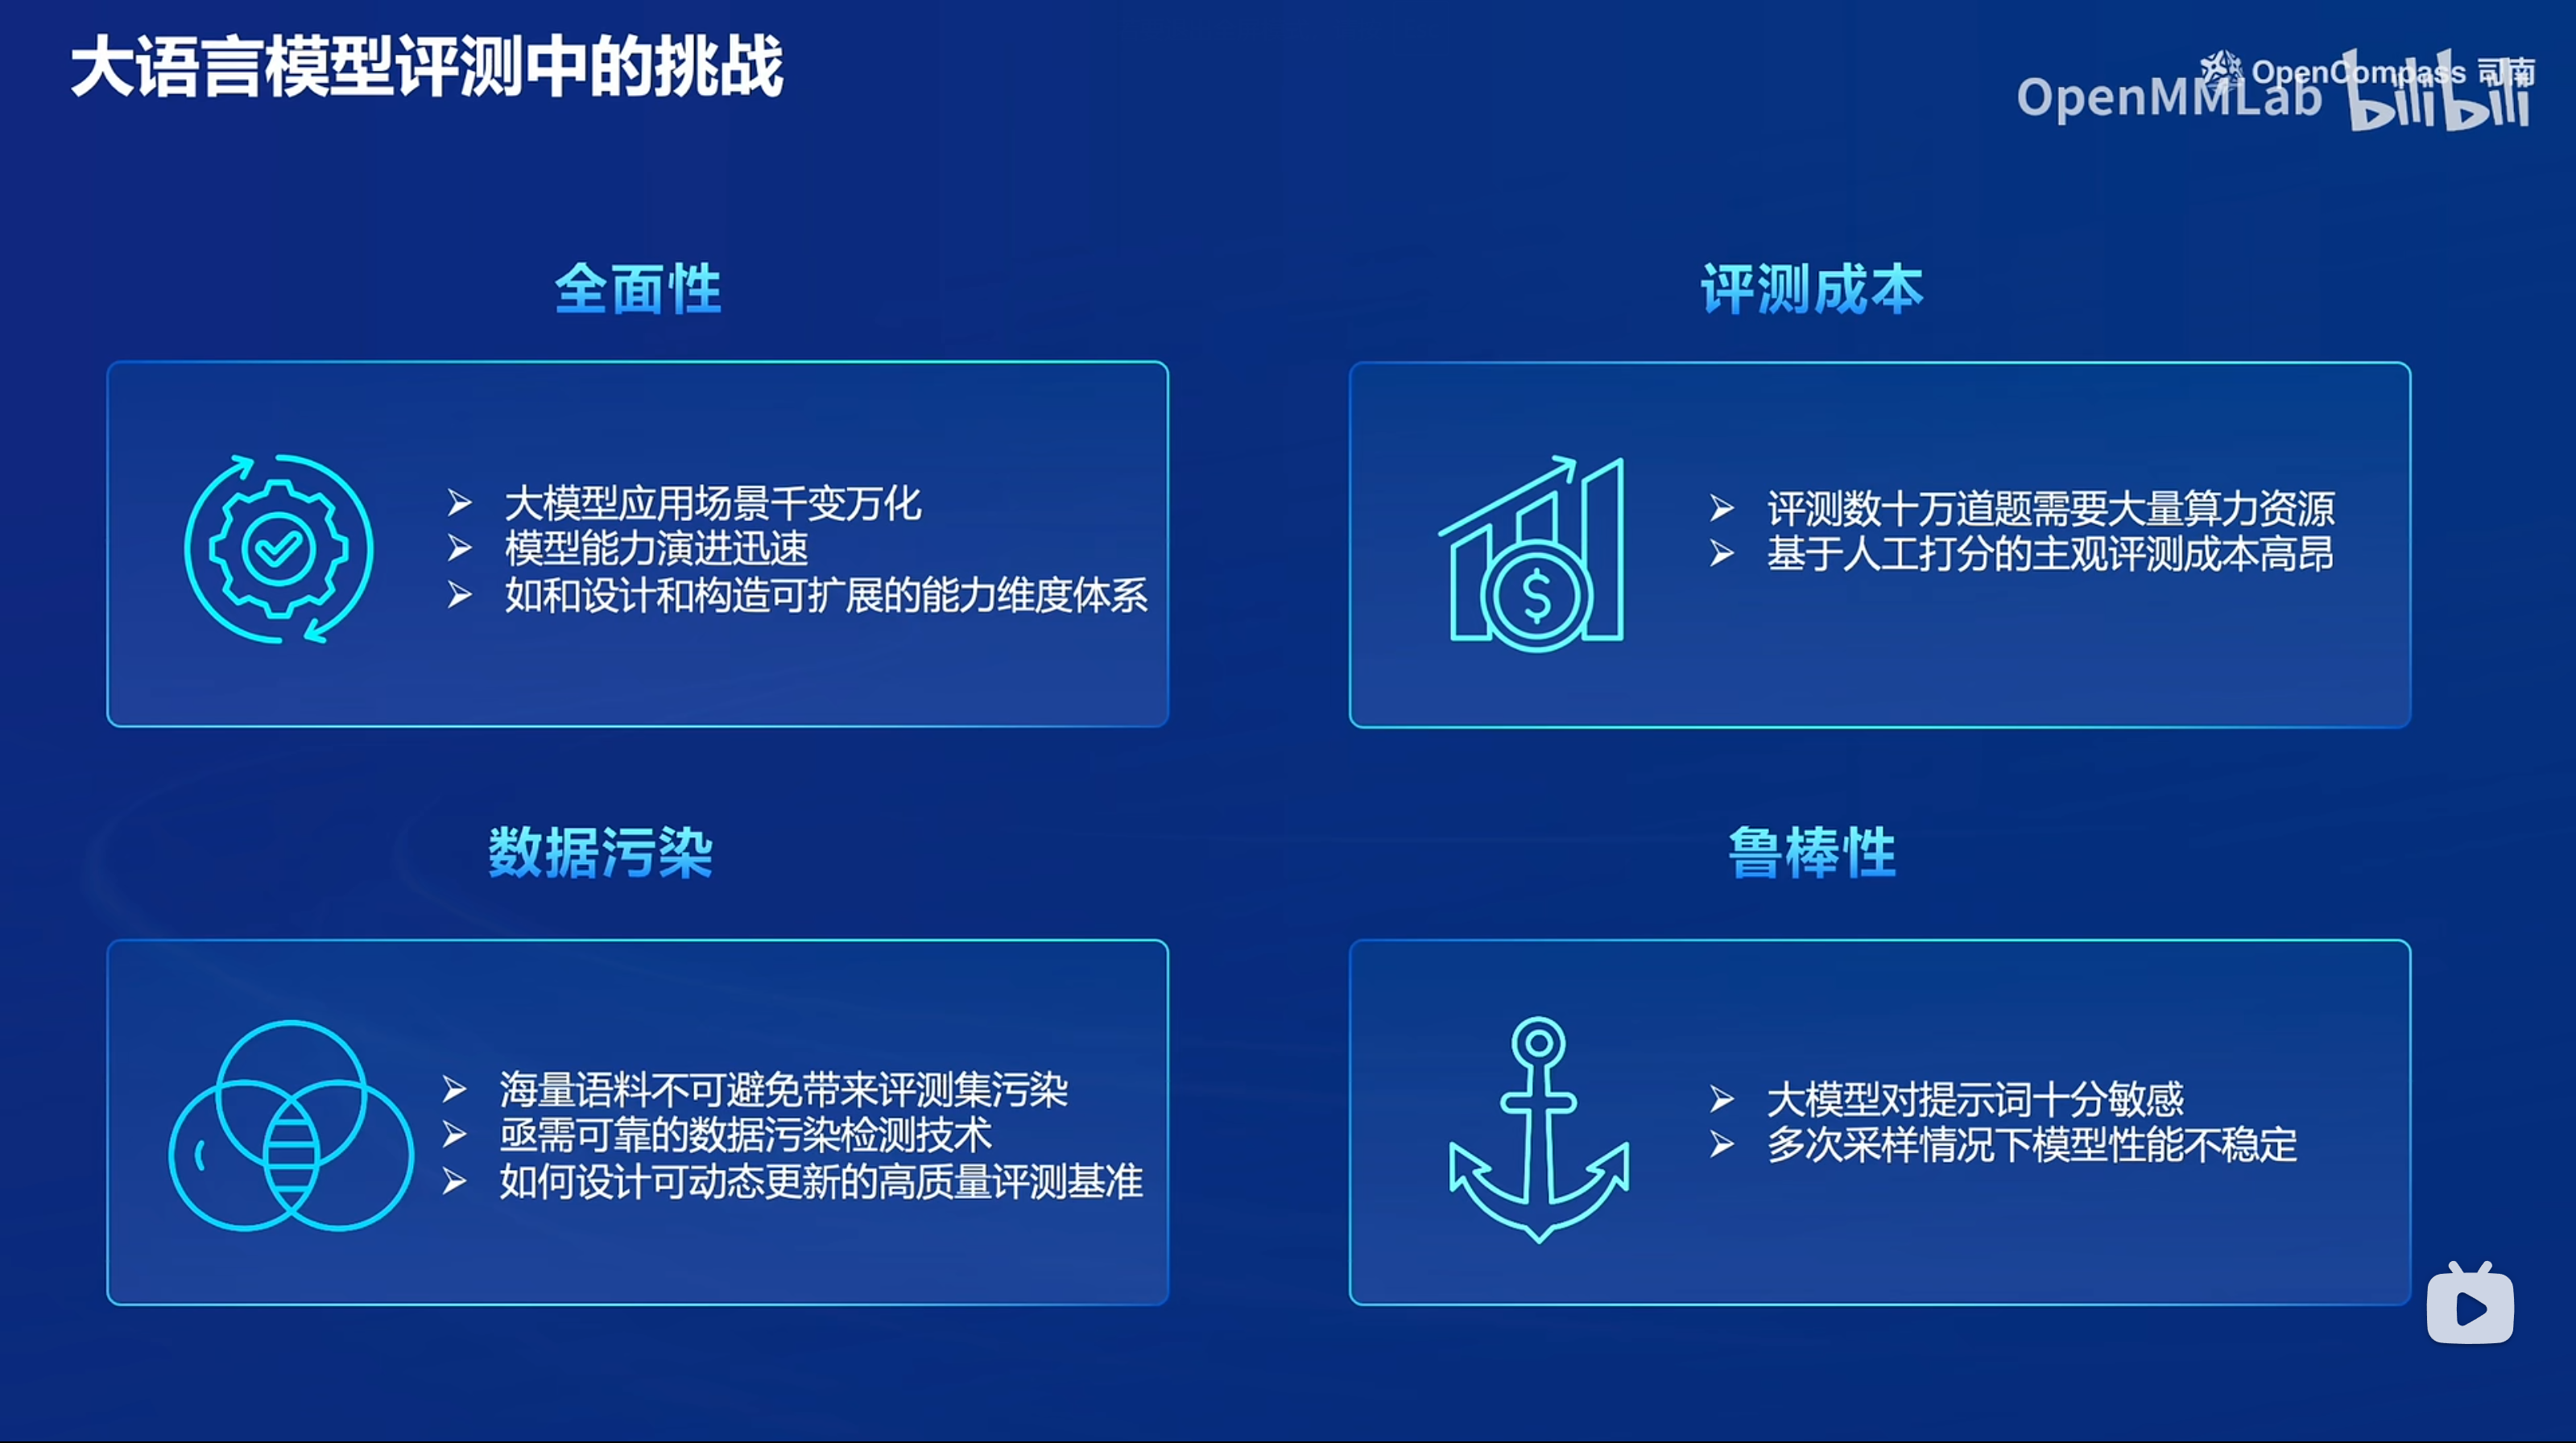 大语言模型评测中的挑战
OpenCompass 司南
OpenMMLab bilibili
全面性
大模型应用场景千变万化
模型能力演进迅速
如和设计和构造可扩展的能力维度体系
评测成本
评测数十万道题需要大量算力资源
基于人工打分的主观评测成本高昂
数据污染
海量语料不可避免带来评测集污染
亟需可靠的数据污染检测技术
如何设计可动态更新的高质量评测基准
鲁棒性
大模型对提示词十分敏感
多次采样情况下模型性能不稳定